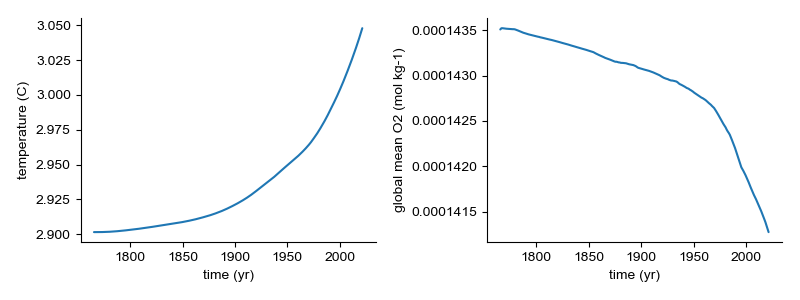 temperature (C)
3.050
3.025
3.000
2.975
2.950
2.925
2.900
1800 1850 1900 1950 2000
time (yr)
global mean O2 (mol kg-1)
0.0001435
0.0001430
0.0001425
0.0001420
0.0001415
1800 1850 1900 1950 2000
time (yr)